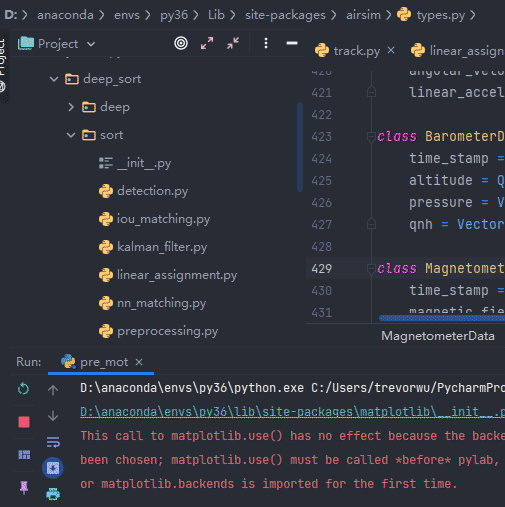 D: > anaconda > envs > py36 > Lib > site-packages > airsim > types.py >
Project
Project
track.py ×
linear_assign
deep_sort
deep
sort
__init__.py
detection.py
iou_matching.py
kalman_filter.py
linear_assignment.py
nn_matching.py
preprocessing.py
420 angular_velo
421 linear_accel
422
423 class BarometerD
424 time_stamp =
425 altitude = Q
426 pressure = V
427 qnh = Vector
428
429 class Magnetomet
430 time_stamp =
431 magnetic_fie
MagnetometerData
Run: pre_mot ×
D:\anaconda\envs\py36\python.exe C:/Users/trevorwu/PycharmPro
D:\anaconda\envs\py36\lib\site-packages\matplotlib\__init__.p
This call to matplotlib.use() has no effect because the backe
been chosen; matplotlib.use() must be called *before* pylab,
or matplotlib.backends is imported for the first time.